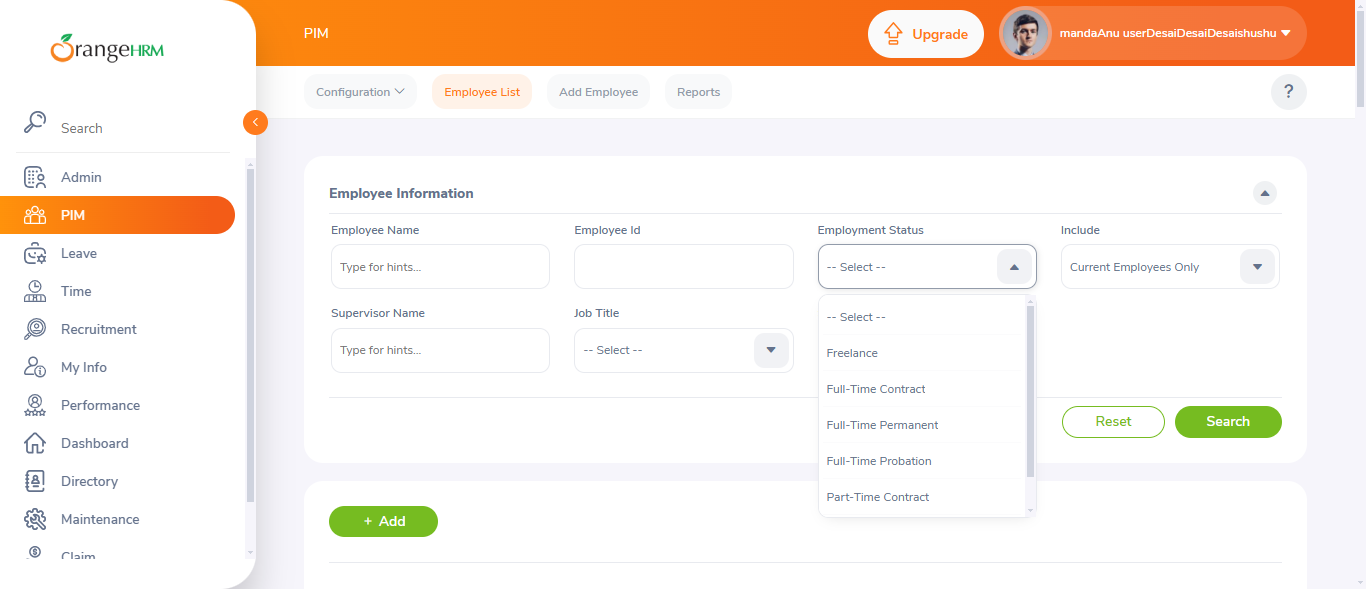 OrangeHRM
PIM
Upgrade
mandaAnu userDesaiDesaiDesaishushu
Configuration
Employee List
Add Employee
Reports
?
Search
Admin
PIM
Leave
Time
Recruitment
My Info
Performance
Dashboard
Directory
Maintenance
Claim
Employee Information
Employee Name
Employee Id
Employment Status
Include
Type for hints...
-- Select --
Current Employees Only
Supervisor Name
Job Title
Type for hints...
-- Select --
-- Select --
Freelance
Full-Time Contract
Full-Time Permanent
Full-Time Probation
Part-Time Contract
Reset
Search
+ Add